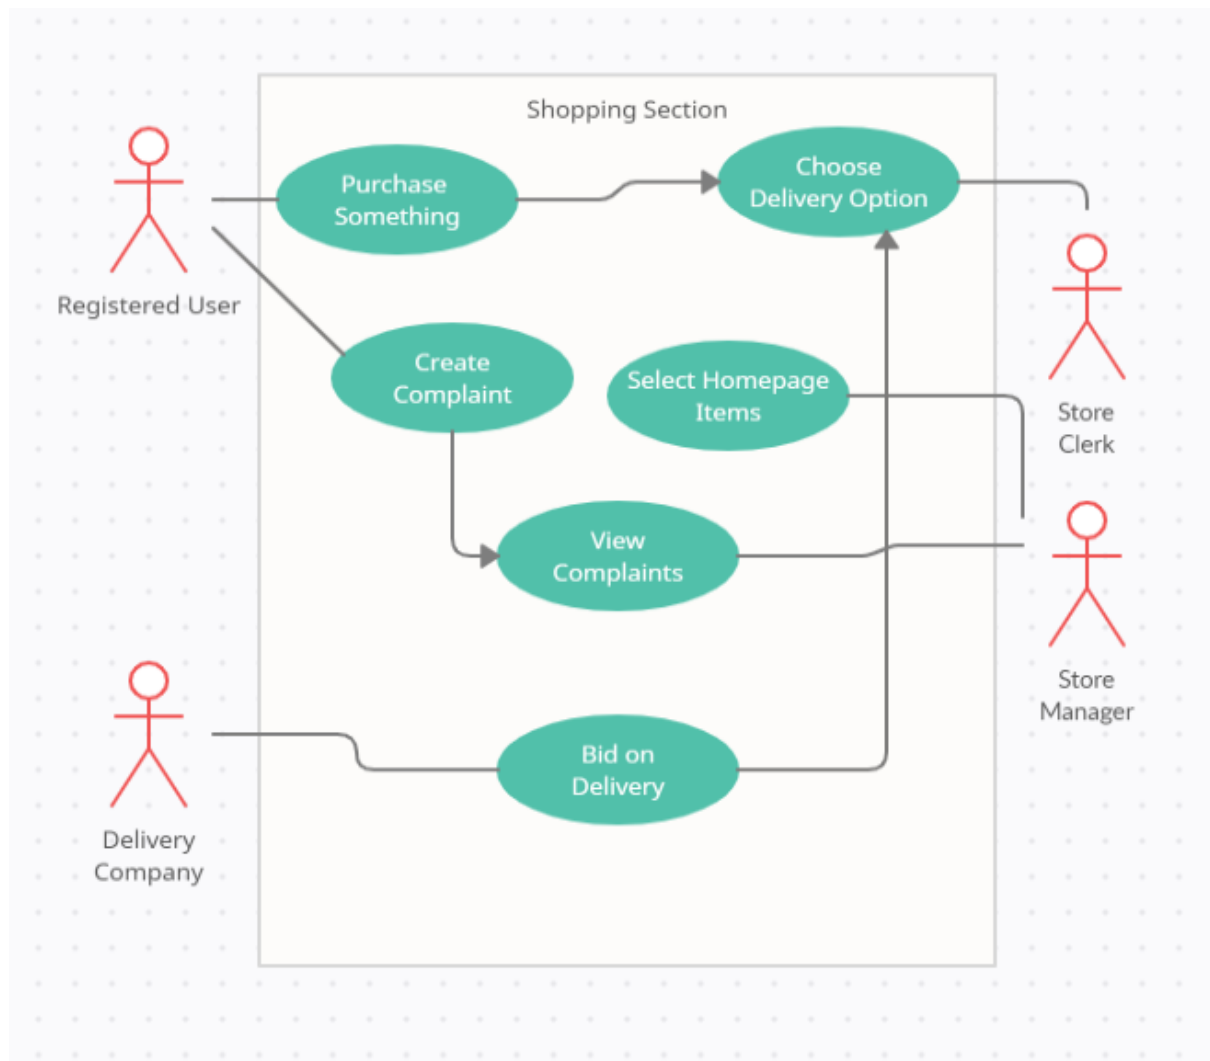 Shopping Section
Purchase
Something
Choose
Delivery Option
Registered User
Create
Complaint
Select Homepage
Items
Store
Clerk
View
Complaints
Store
Manager
Bid on
Delivery
Delivery
Company